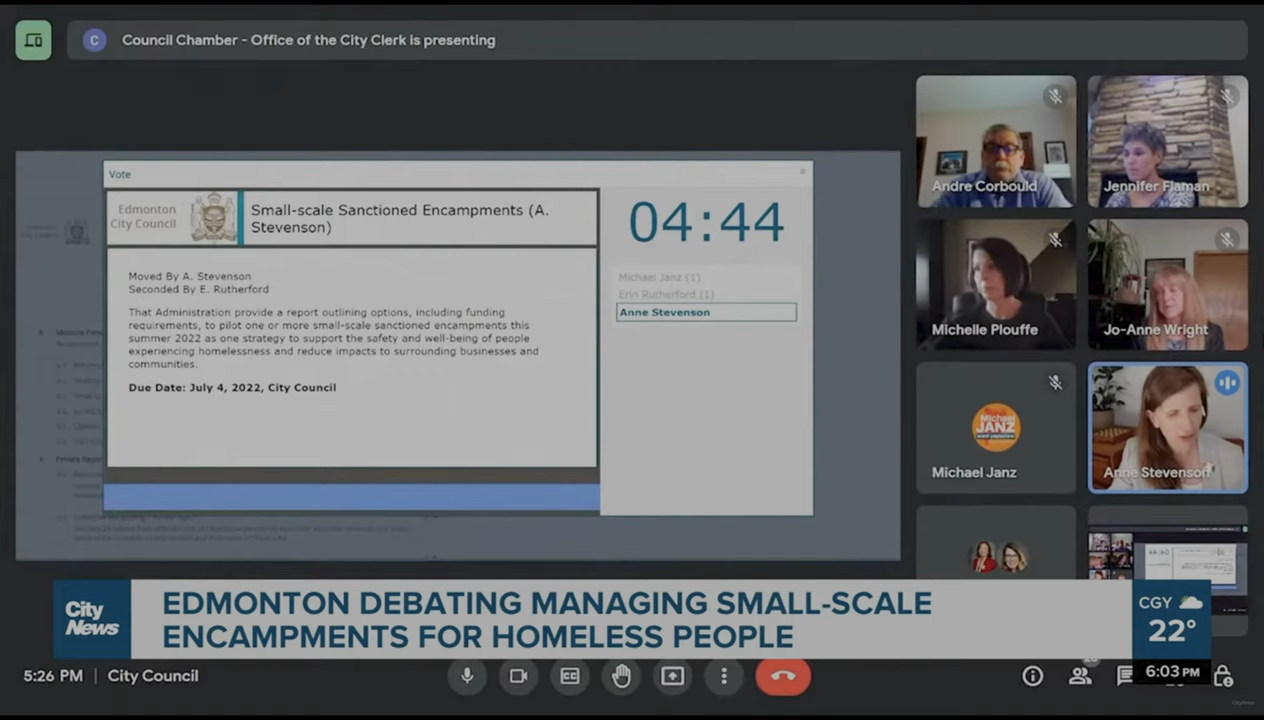 C Council Chamber - Office of the City Clerk is presenting
Vote
Edmonton
City Council
Small-scale Sanctioned Encampments (A.
Stevenson)
Moved By A. Stevenson
Seconded By E. Rutherford
That Administration provide a report outlining options, including funding
requirements, to pilot one or more small-scale sanctioned encampments this
summer 2022 as one strategy to support the safety and well-being of people
experiencing homelessness and reduce impacts to surrounding businesses and
communities.
Due Date: July 4, 2022, City Council
04:44
Michael Janz (1)
Erin Rutherford (1)
Anne Stevenson
Andre Corbould
Jennifer Flaman
Michelle Plouffe
Jo-Anne Wright
Michael
JANZ
Michael Janz
Anne Stevenson
City
News
EDMONTON DEBATING MANAGING SMALL-SCALE
ENCAMPMENTS FOR HOMELESS PEOPLE
CGY
22°
6:03 PM
5:26 PM | City Council
CC
CityNews